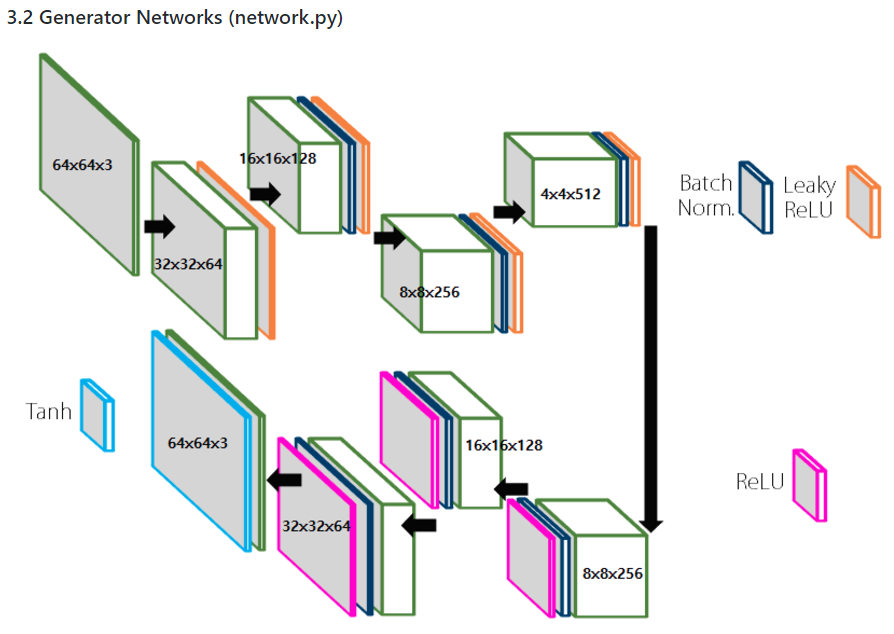 3.2 Generator Networks (network.py)
64x64x3
32x32x64
16x16x128
8x8x256
4x4x512
Batch
Norm.
Leaky
ReLU
Tanh
64x64x3
32x32x64
16x16x128
8x8x256
ReLU